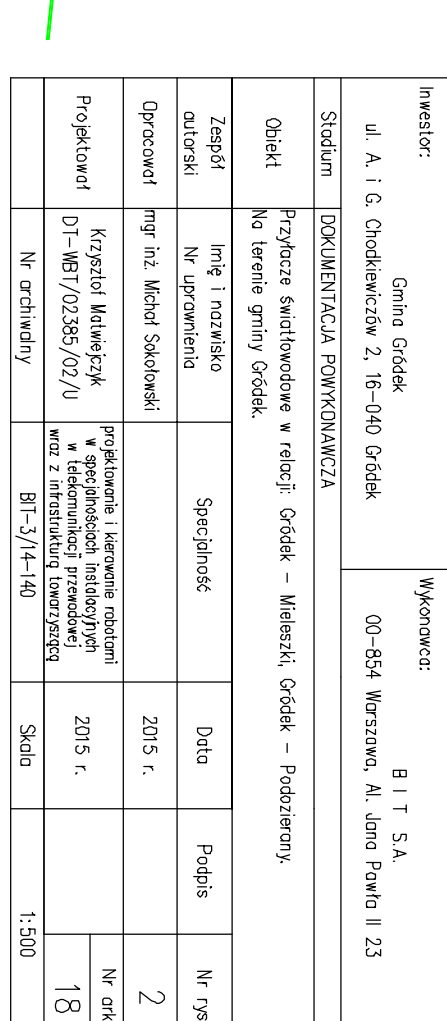 Inwestor:
Gmina Gródek
ul. A. i G. Chodkiewiczów 2, 16-040 Gródek
Wykonawca:
B I T S.A.
00-854 Warszawa, Al. Jana Pawła II 23
Stadium
DOKUMENTACJA POWYKONAWCZA
Obiekt
Przyłącze światłowodowe w relacji: Gródek - Mieleszki, Gródek - Podozierany.
Na terenie gminy Gródek.
Zespół
autorski
Imię i nazwisko
Nr uprawnienia
Specjalność
Data
Podpis
Nr rys
Opracował
mgr inż. Michał Sokołowski
2015 r.
2
Projektował
Krzysztof Matwiejczyk
DT-WBT/02385/02/U
projektowanie i kierowanie robotami
w specjalnościach instalacyjnych
w telekomunikacji przewodowej
wraz z infrastrukturą towarzyszącą
2015 r.
Nr ark
18
Nr archiwalny
BIT-3/14-140
Skala
1:500